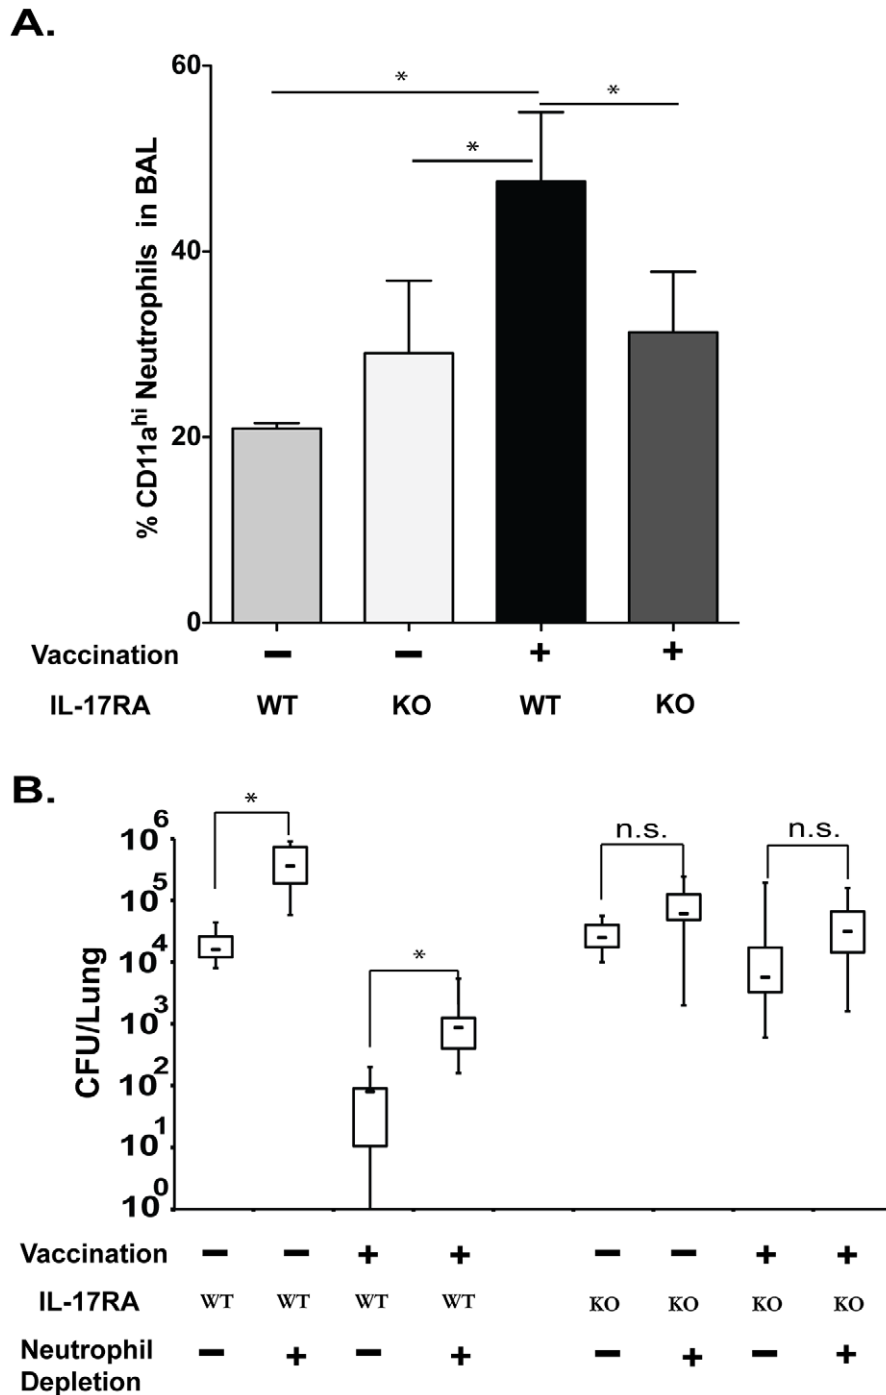 A.
60
40
20
0
% CD11a^hi Neutrophils in BAL
* * *
Vaccination − − + +
IL-17RA WT KO WT KO
B.
* * n.s. n.s.
10^6
10^5
10^4
10^3
10^2
10^1
10^0
CFU/Lung
Vaccination − − + + − − + +
IL-17RA WT WT WT WT KO KO KO KO
Neutrophil
Depletion − + − + − + − +